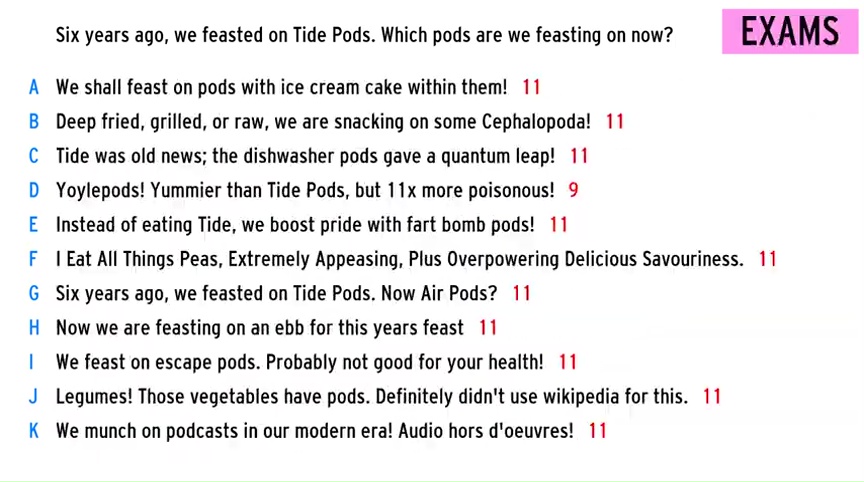 Six years ago, we feasted on Tide Pods. Which pods are we feasting on now?
EXAMS
A We shall feast on pods with ice cream cake within them! 11
B Deep fried, grilled, or raw, we are snacking on some Cephalopoda! 11
C Tide was old news; the dishwasher pods gave a quantum leap! 11
D Yoylepods! Yummier than Tide Pods, but 11x more poisonous! 9
E Instead of eating Tide, we boost pride with fart bomb pods! 11
F I Eat All Things Peas, Extremely Appeasing, Plus Overpowering Delicious Savouriness. 11
G Six years ago, we feasted on Tide Pods. Now Air Pods? 11
H Now we are feasting on an ebb for this years feast 11
I We feast on escape pods. Probably not good for your health! 11
J Legumes! Those vegetables have pods. Definitely didn't use wikipedia for this. 11
K We munch on podcasts in our modern era! Audio hors d'oeuvres! 11